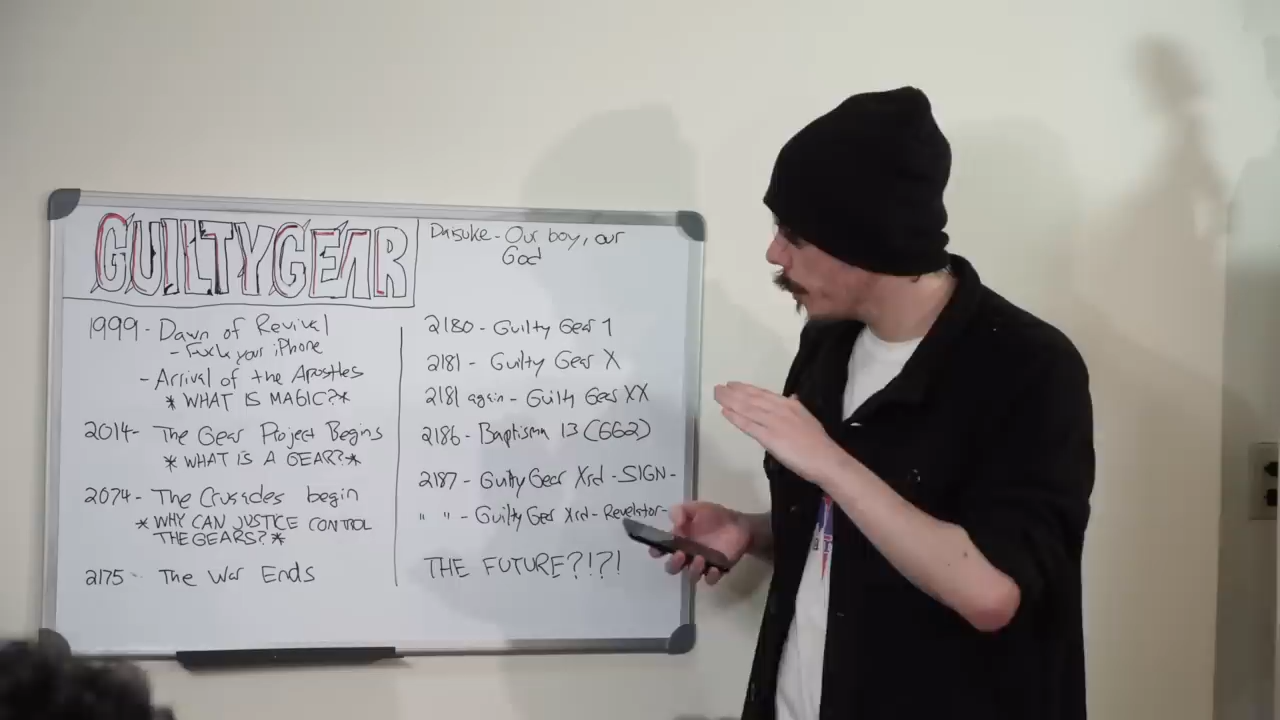 GUILTYGEAR
Daisuke - Our boy, our
God
1999 - Dawn of Revival
- Fuck your iPhone
- Arrival of the Apostles
* WHAT IS MAGIC?*
2014- The Gear Project Begins
* WHAT IS A GEAR?*
2074 - The Crusades begin
* WHY CAN JUSTICE CONTROL
THE GEARS?*
2175 - The War Ends
2180 - Guilty Gear 1
2181 - Guilty Gear X
2181 again - Guilty Gear XX
2186 - Baptisma 13 (GG2)
2187 - Guilty Gear Xrd -SIGN-
" " - Guilty Gear Xrd - Revelator-
THE FUTURE?!?!